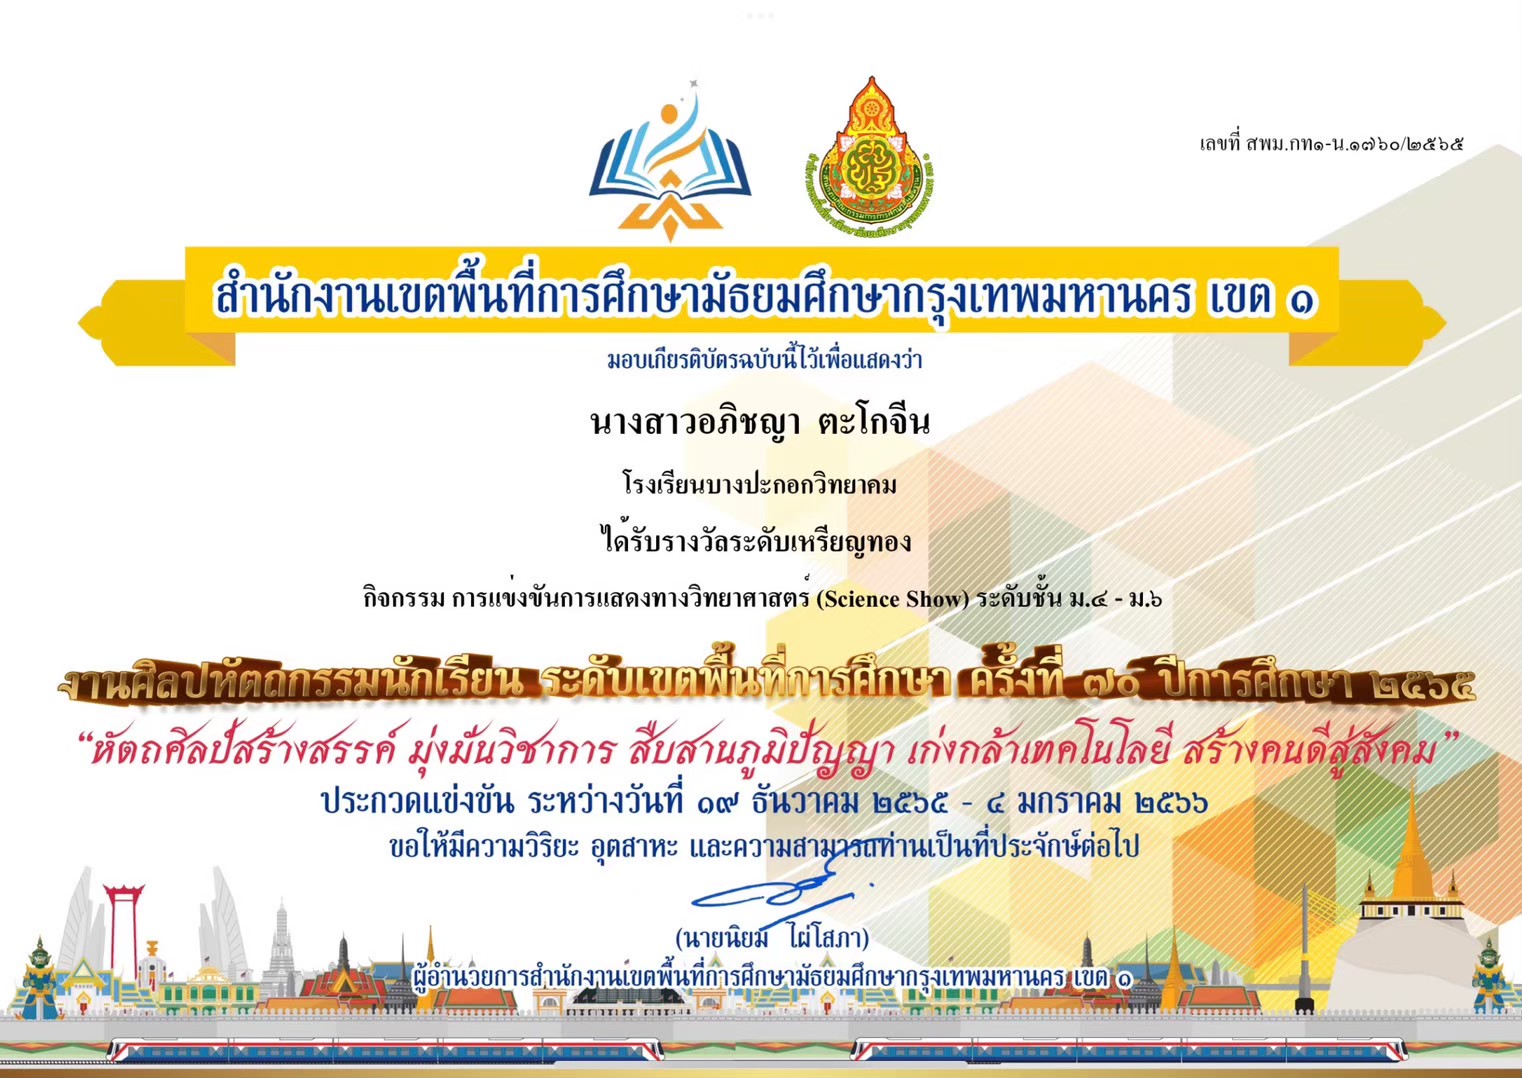 เลขที่ สพม.กท๑-น.๑๗๖๐/๒๕๖๕
สำนักงานเขตพื้นที่การศึกษามัธยมศึกษากรุงเทพมหานคร เขต ๑
มอบเกียรติบัตรฉบับนี้ไว้เพื่อแสดงว่า
นางสาวอภิชญา ตะโกจีน
โรงเรียนบางปะกอกวิทยาคม
ได้รับรางวัลระดับเหรียญทอง
กิจกรรม การแข่งขันการแสดงทางวิทยาศาสตร์ (Science Show) ระดับชั้น ม.๔ - ม.๖
งานศิลปหัตถกรรมนักเรียน ระดับเขตพื้นที่การศึกษา ครั้งที่ ๗๐ ปีการศึกษา ๒๕๖๕
“หัตถศิลป์สร้างสรรค์ มุ่งมั่นวิชาการ สืบสานภูมิปัญญา เก่งกล้าเทคโนโลยี สร้างคนดีสู่สังคม”
ประกวดแข่งขัน ระหว่างวันที่ ๑๙ ธันวาคม ๒๕๖๕ - ๔ มกราคม ๒๕๖๖
ขอให้มีความวิริยะ อุตสาหะ และความสามารถท่านเป็นที่ประจักษ์ต่อไป
(นายนิยม ไผ่โสภา)
ผู้อำนวยการสำนักงานเขตพื้นที่การศึกษามัธยมศึกษากรุงเทพมหานคร เขต ๑